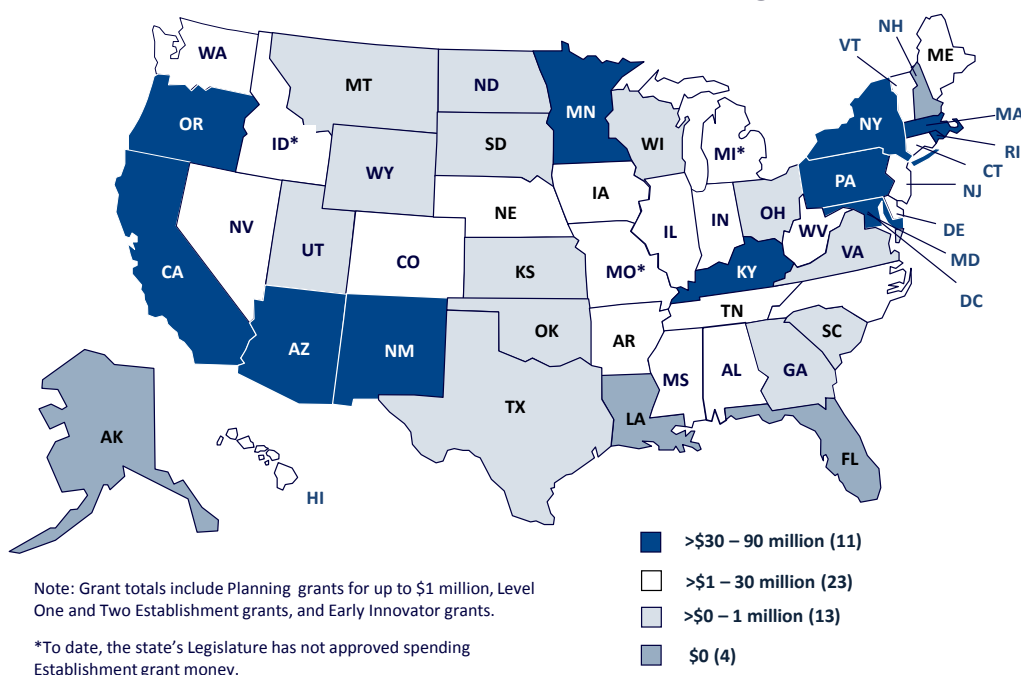 NH
VT
ME
WA
MT
ND
MN
MA
OR
NY
ID*
SD
WI
MI*
RI
WY
CT
PA
NJ
IA
NE
OH
IN
NV
IL
DE
WV
UT
CO
VA
MD
CA
KS
MO*
KY
DC
TN
OK
SC
AR
AZ
NM
GA
AL
MS
TX
LA
AK
FL
HI
>$30 – 90 million (11)
>$1 – 30 million (23)
>$0 – 1 million (13)
$0 (4)
Note: Grant totals include Planning grants for up to $1 million, Level
One and Two Establishment grants, and Early Innovator grants.
*To date, the state’s Legislature has not approved spending
Establishment grant money.